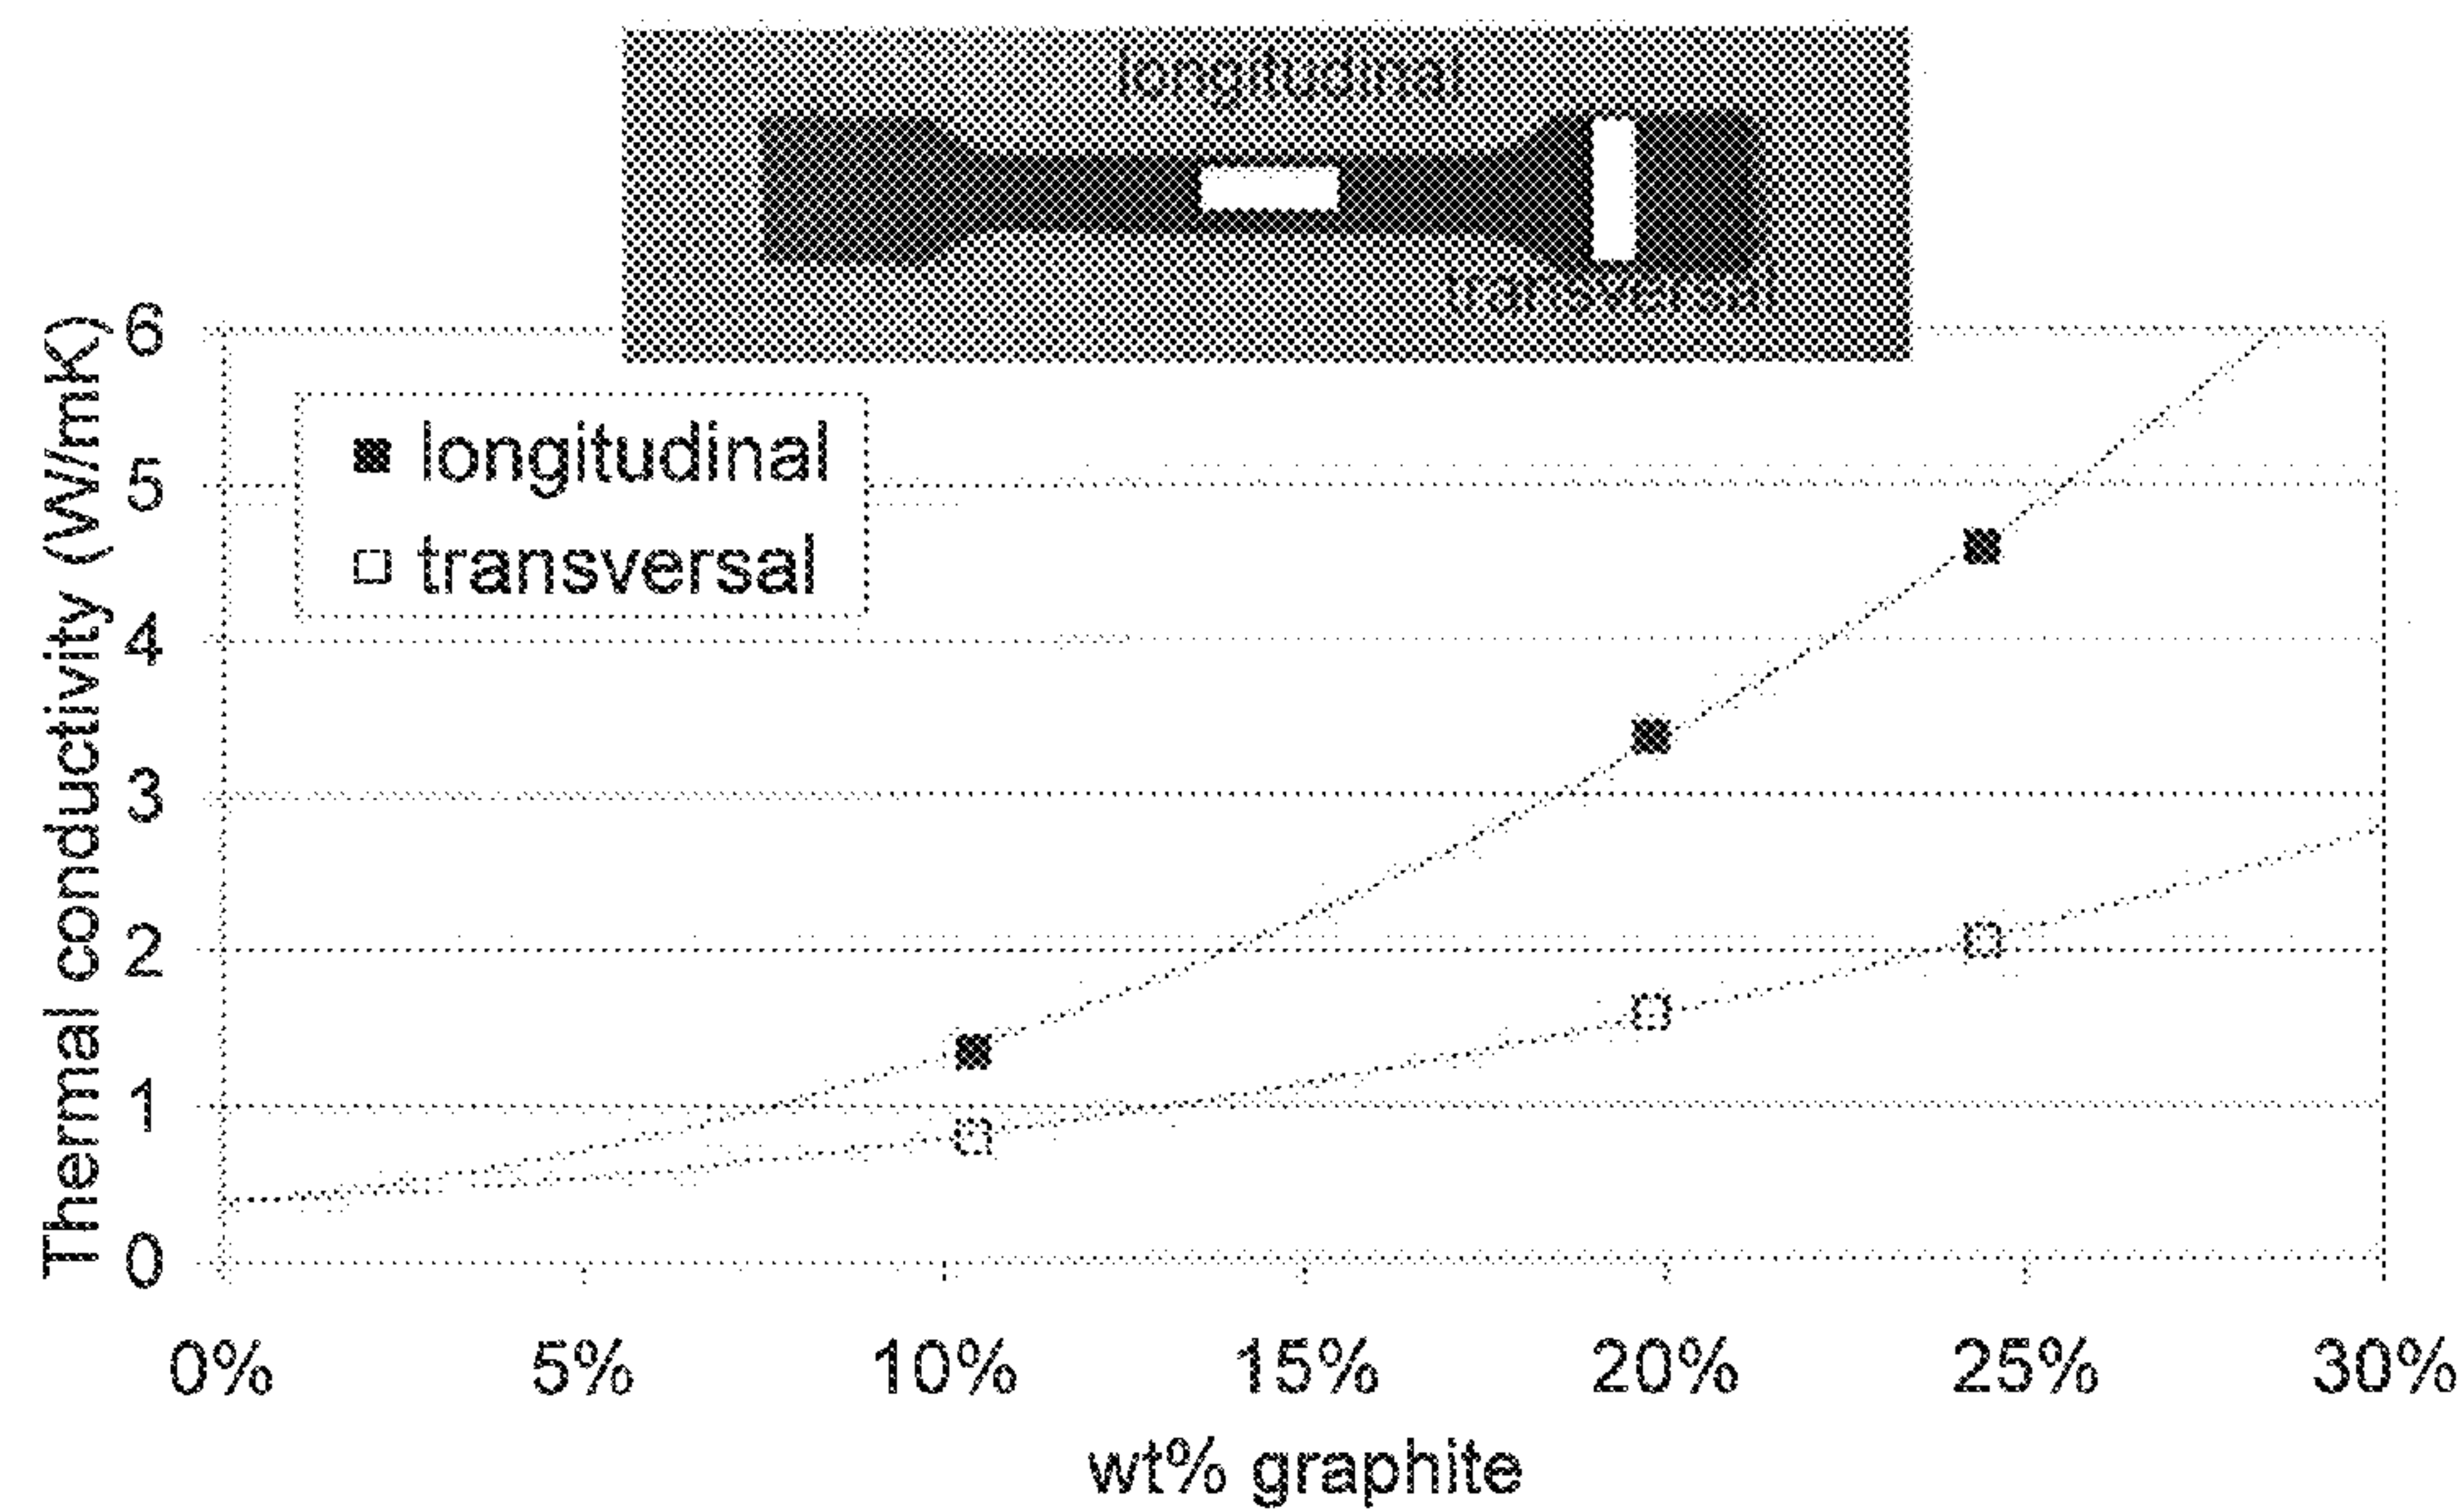 longitudinal
transversal
Thermal conductivity (W/mK)
6
5
4
3
2
1
0
longitudinal
transversal
0% 5% 10% 15% 20% 25% 30%
wt% graphite